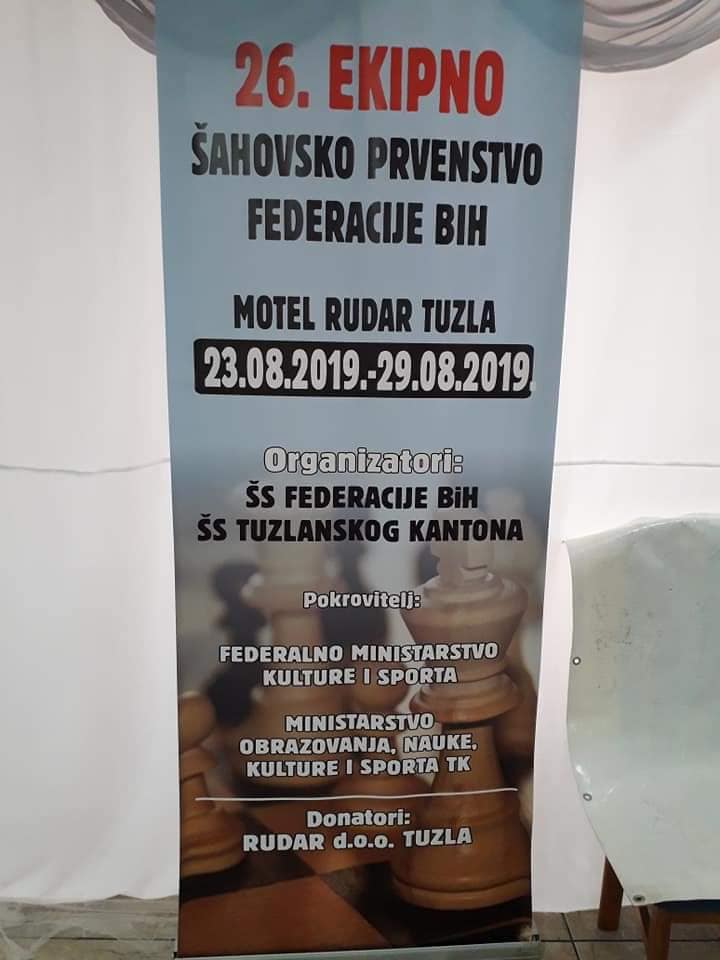 26. EKIPNO
ŠAHOVSKO PRVENSTVO
FEDERACIJE BIH
MOTEL RUDAR TUZLA
23.08.2019.-29.08.2019.
Organizatori:
ŠS FEDERACIJE BiH
ŠS TUZLANSKOG KANTONA
Pokrovitelj:
FEDERALNO MINISTARSTVO
KULTURE I SPORTA
MINISTARSTVO
OBRAZOVANJA, NAUKE,
KULTURE I SPORTA TK
Donatori:
RUDAR d.o.o. TUZLA